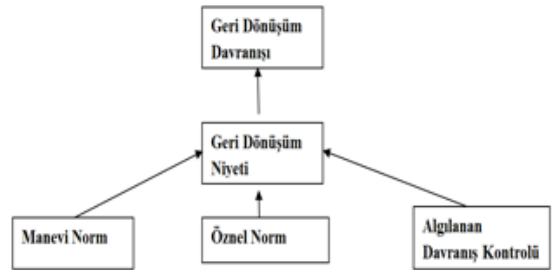 Geri Dönüşüm
Davranışı
Geri Dönüşüm
Niyeti
Manevi Norm
Öznel Norm
Algılanan
Davranış Kontrolü